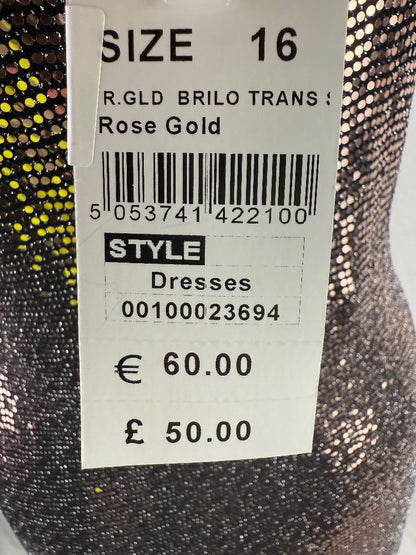 SIZE 16
R.GLD BRILO TRANS
Rose Gold
5 053741 422100
STYLE
Dresses
00100023694
€ 60.00
£ 50.00